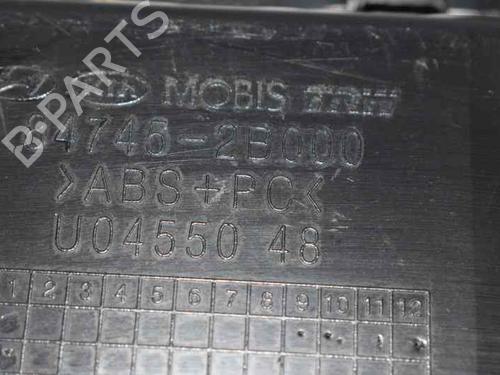 KIA MOBIS TRW
84746-2B000
>ABS+PC<
U04550 48
1 2 3 4 5 6 7 8 9 10 11 12